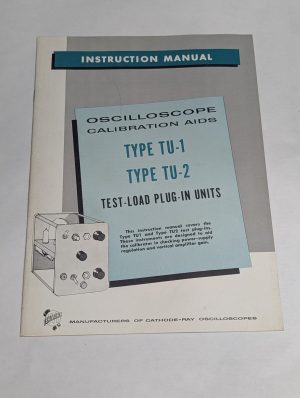 INSTRUCTION MANUAL
OSCILLOSCOPE
CALIBRATION AIDS
TYPE TU-1
TYPE TU-2
TEST-LOAD PLUG-IN UNITS
This instruction manual covers the
Type TU1 and Type TU2 test plug-ins.
These instruments are designed to aid
the calibrator in checking power-supply
regulation and vertical amplifier gain.
MANUFACTURERS OF CATHODE-RAY OSCILLOSCOPES